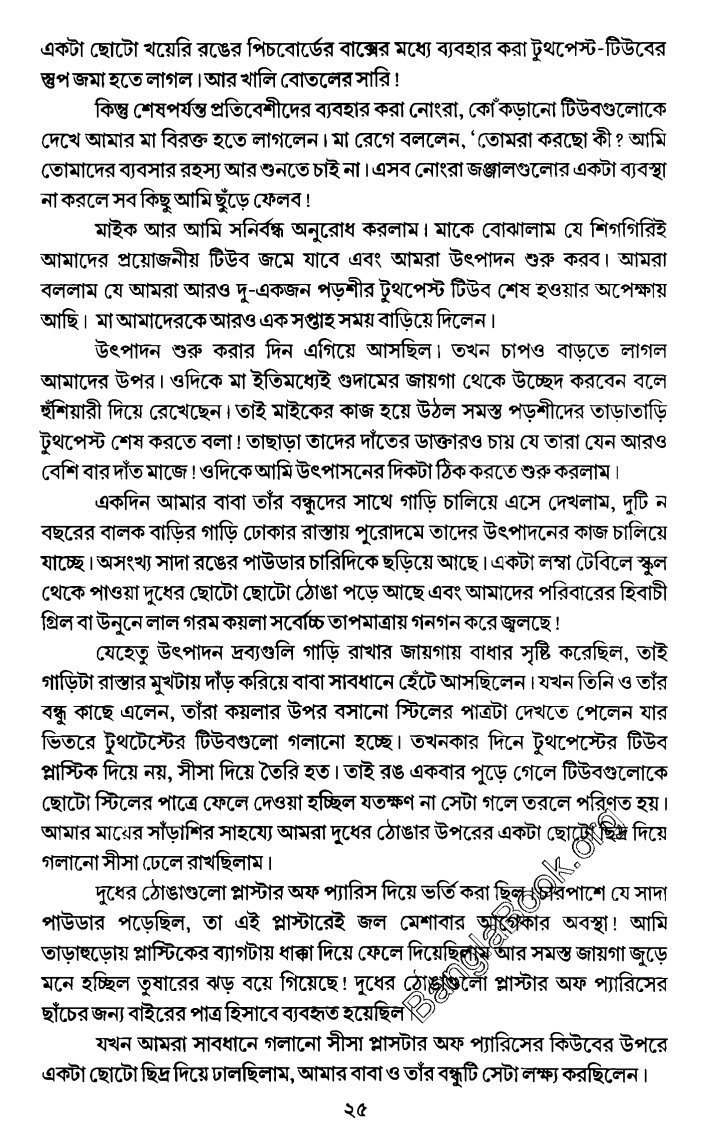 একটা ছোটো খয়েরি রঙের পিচবোর্ডের বাক্সের মধ্যে ব্যবহার করা টুথপেস্ট-টিউবের
স্তুপ জমা হতে লাগল। আর খালি বোতলের সারি!
কিন্তু শেষপর্যন্ত প্রতিবেশীদের ব্যবহার করা নোংরা, কোঁকড়ানো টিউবগুলোকে
দেখে আমার মা বিরক্ত হতে লাগলেন। মা রেগে বললেন, ‘তোমরা করছো কী? আমি
তোমাদের ব্যবসার রহস্য আর শুনতে চাই না। এসব নোংরা জঞ্জালগুলোর একটা ব্যবস্থা
না করলে সব কিছু আমি ছুঁড়ে ফেলব!
মাইক আর আমি সনির্বন্ধ অনুরোধ করলাম। মাকে বোঝালাম যে শিগগিরিই
আমাদের প্রয়োজনীয় টিউব জমে যাবে এবং আমরা উৎপাদন শুরু করব। আমরা
বললাম যে আমরা আরও দু-একজন পড়শীর টুথপেস্ট টিউব শেষ হওয়ার অপেক্ষায়
আছি। মা আমাদেরকে আরও এক সপ্তাহ সময় বাড়িয়ে দিলেন।
উৎপাদন শুরু করার দিন এগিয়ে আসছিল। তখন চাপও বাড়তে লাগল
আমাদের উপর। ওদিকে মা ইতিমধ্যেই গুদামের জায়গা থেকে উচ্ছেদ করবেন বলে
হুঁশিয়ারী দিয়ে রেখেছেন। তাই মাইকের কাজ হয়ে উঠল সমস্ত পড়শীদের তাড়াতাড়ি
টুথপেস্ট শেষ করতে বলা! তাছাড়া তাদের দাঁতের ডাক্তারও চায় যে তারা যেন আরও
বেশি বার দাঁত মাজে! ওদিকে আমি উৎপাসনের দিকটা ঠিক করতে শুরু করলাম।
একদিন আমার বাবা তাঁর বন্ধুদের সাথে গাড়ি চালিয়ে এসে দেখলাম, দুটি ন
বছরের বালক বাড়ির গাড়ি ঢোকার রাস্তায় পুরোদমে তাদের উৎপাদনের কাজ চালিয়ে
যাচ্ছে। অসংখ্য সাদা রঙের পাউডার চারিদিকে ছড়িয়ে আছে। একটা লম্বা টেবিলে স্কুল
থেকে পাওয়া দুধের ছোটো ছোটো ঠোঙা পড়ে আছে এবং আমাদের পরিবারের হিবাচী
গ্রিল বা উনুনে লাল গরম কয়লা সর্বোচ্চ তাপমাত্রায় গনগন করে জ্বলছে!
যেহেতু উৎপাদন দ্রব্যগুলি গাড়ি রাখার জায়গায় বাধার সৃষ্টি করেছিল, তাই
গাড়িটা রাস্তার মুখটায় দাঁড় করিয়ে বাবা সাবধানে হেঁটে আসছিলেন। যখন তিনি ও তাঁর
বন্ধু কাছে এলেন, তাঁরা কয়লার উপর বসানো স্টিলের পাত্রটা দেখতে পেলেন যার
ভিতরে টুথটেস্টের টিউবগুলো গলানো হচ্ছে। তখনকার দিনে টুথপেস্টের টিউব
প্লাস্টিক দিয়ে নয়, সীসা দিয়ে তৈরি হত। তাই রঙ একবার পুড়ে গেলে টিউবগুলোকে
ছোটো স্টিলের পাত্রে ফেলে দেওয়া হচ্ছিল যতক্ষণ না সেটা গলে তরলে পরিণত হয়।
আমার মায়ের সাঁড়াশির সাহয্যে আমরা দুধের ঠোঙার উপরের একটা ছোটো ছিদ্র দিয়ে
গলানো সীসা ঢেলে রাখছিলাম।
দুধের ঠোঙাগুলো প্লাস্টার অফ প্যারিস দিয়ে ভর্তি করা ছিল। চারপাশে যে সাদা
পাউডার পড়েছিল, তা এই প্লাস্টারেই জল মেশাবার আগেকার অবস্থা! আমি
তাড়াহুড়োয় প্লাস্টিকের ব্যাগটায় ধাক্কা দিয়ে ফেলে দিয়েছিলাম আর সমস্ত জায়গা জুড়ে
মনে হচ্ছিল তুষারের ঝড় বয়ে গিয়েছে! দুধের ঠোঙাগুলো প্লাস্টার অফ প্যারিসের
ছাঁচের জন্য বাইরের পাত্র হিসাবে ব্যবহৃত হয়েছিল।
যখন আমরা সাবধানে গলানো সীসা প্লাসটার অফ প্যারিসের কিউবের উপরে
একটা ছোটো ছিদ্র দিয়ে ঢালছিলাম, আমার বাবা ও তাঁর বন্ধুটি সেটা লক্ষ্য করছিলেন।
২৫
BanglaBook.org